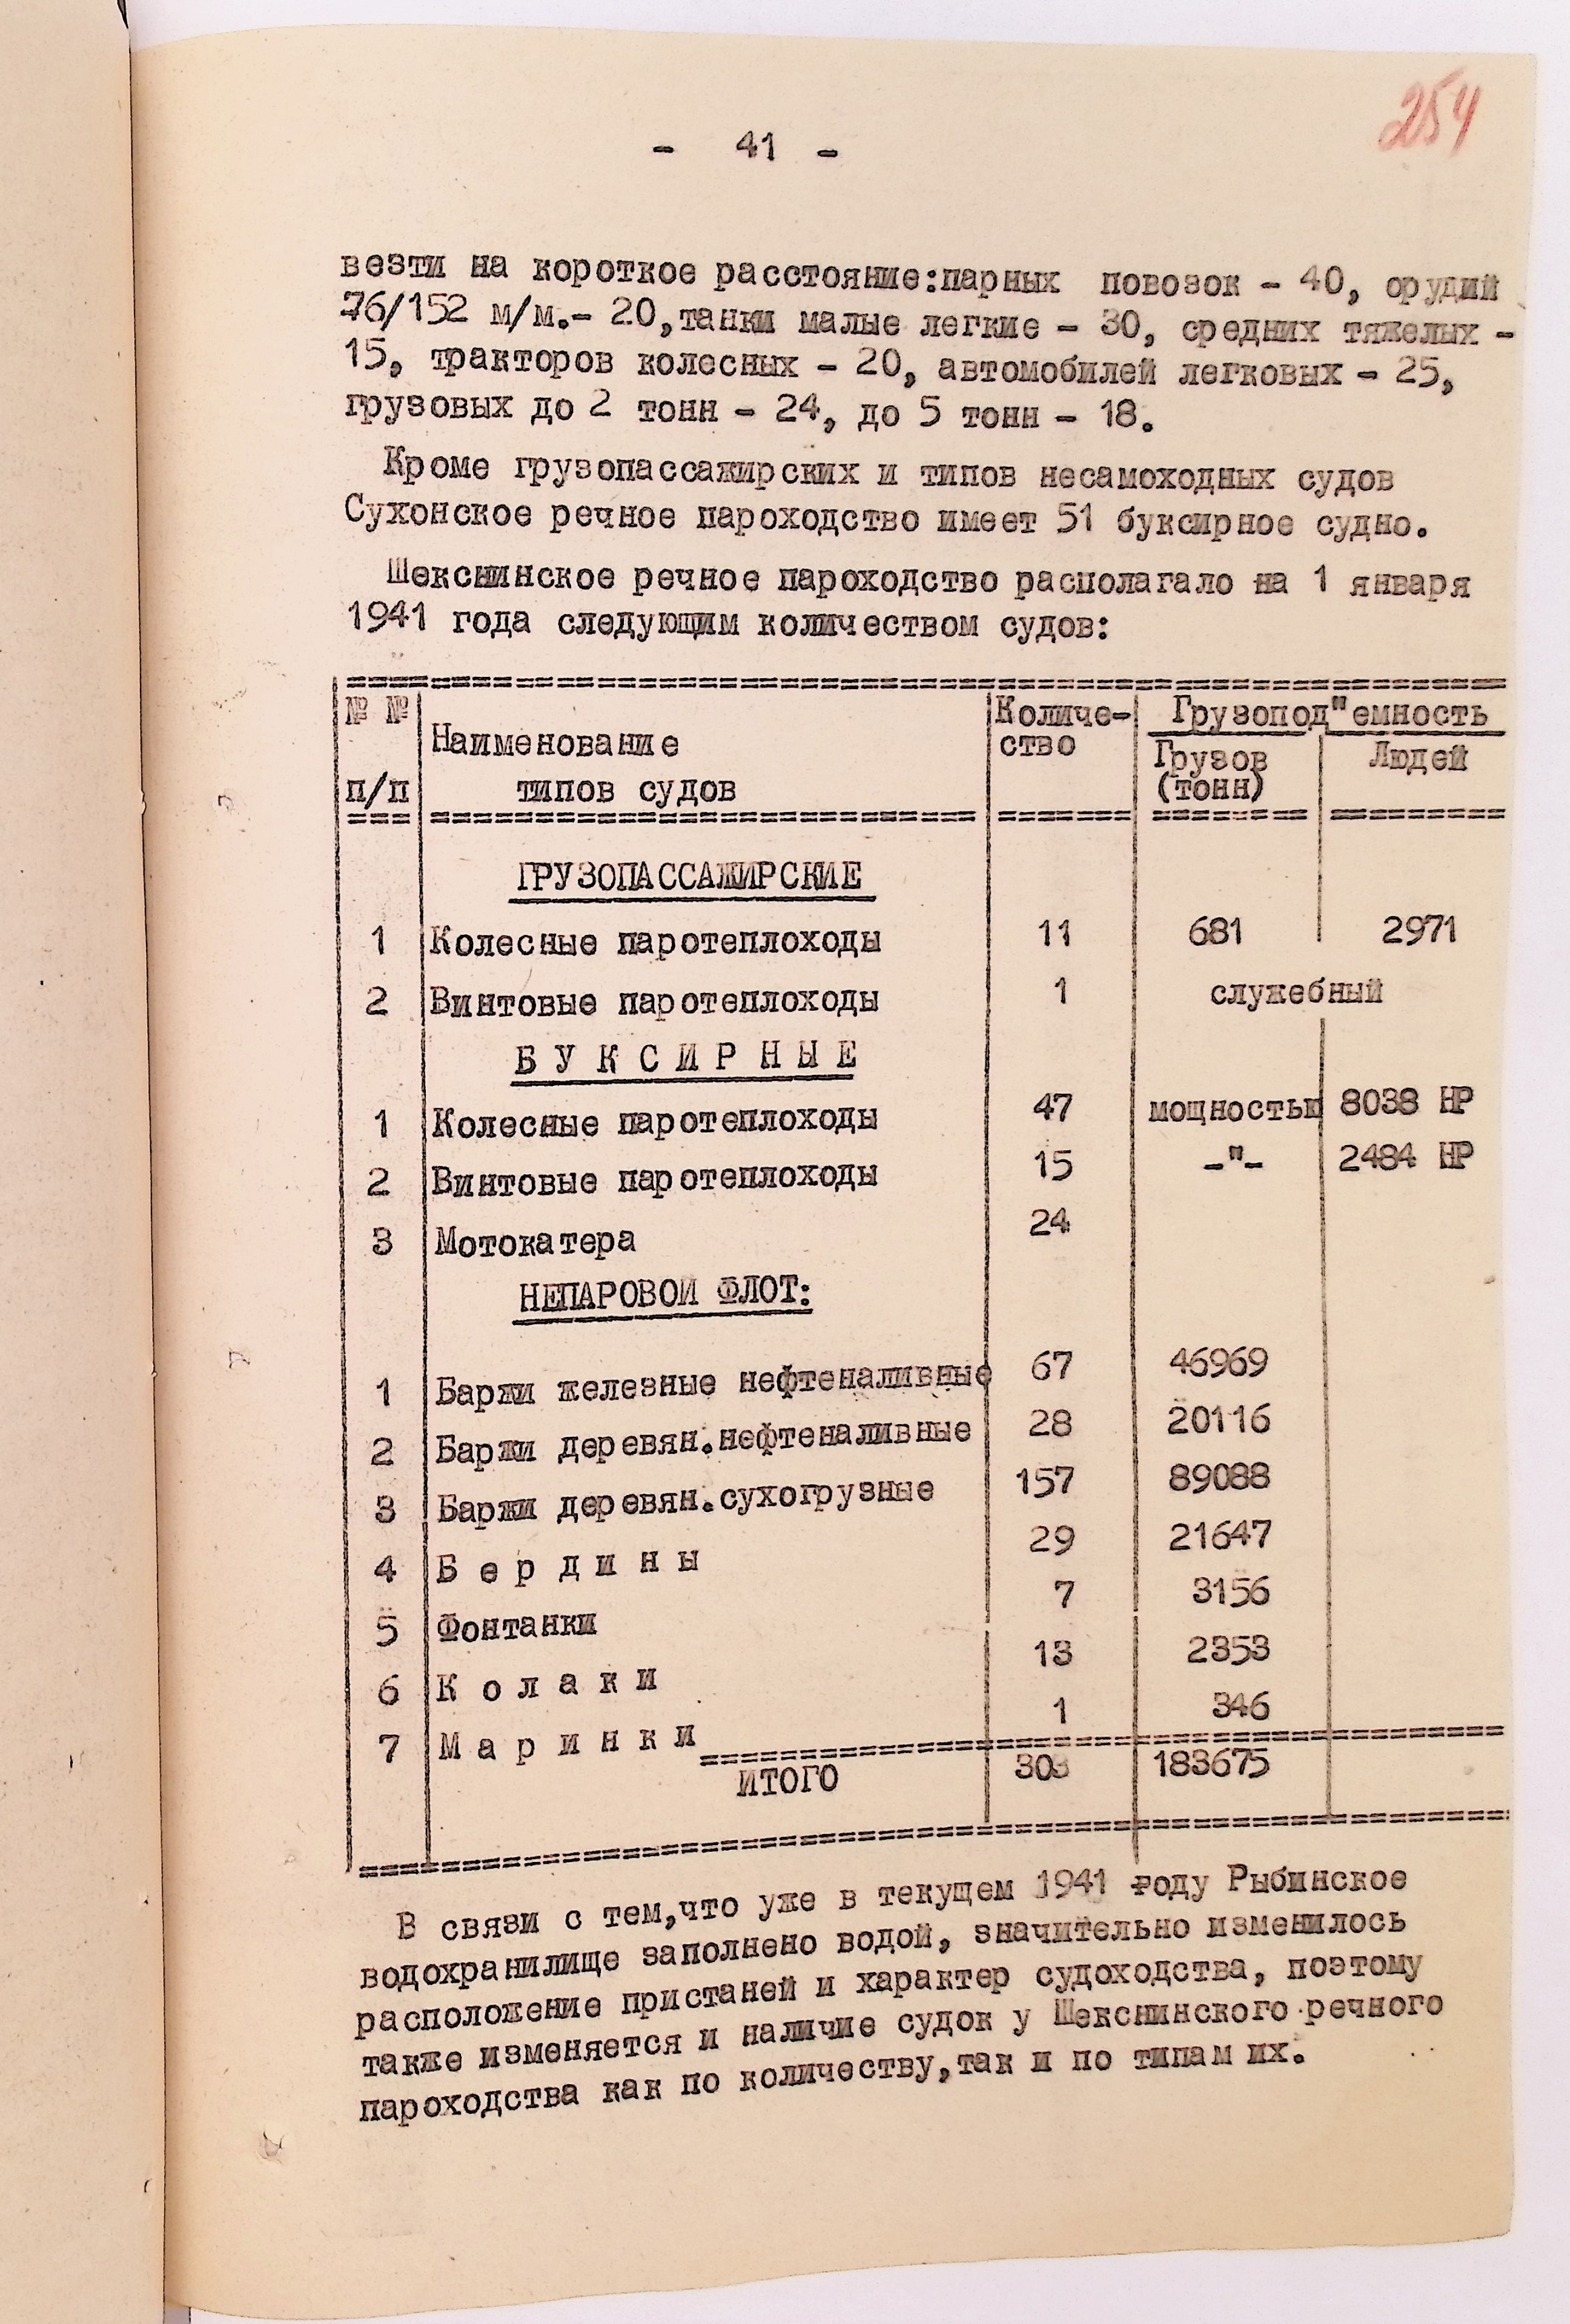 254
- 41 -
везти на короткое расстояние:парных повозок - 40, орудий
76/152 м/м.- 20,танки малые легкие - 30, средних тяжелых -
15, тракторов колесных - 20, автомобилей легковых - 25,
грузовых до 2 тонн - 24, до 5 тонн - 18.
Кроме грузопассажирских и типов несамоходных судов
Сухонское речное пароходство имеет 51 буксирное судно.
Шекснинское речное пароходство располагало на 1 января
1941 года следующим количеством судов:
№ № Количе- Грузопод"емность
Наименование ство Грузов Людей
п/п типов судов (тонн)
ГРУЗОПАССАЖИРСКИЕ
1 Колесные паротеплоходы 11 681 2971
2 Винтовые паротеплоходы 1 служебный
Б У К С И Р Н Ы Е
1 Колесные паротеплоходы 47 мощностью 8038 НР
2 Винтовые паротеплоходы 15 -"- 2484 НР
3 Мотокатера 24
НЕПАРОВОИ ФЛОТ:
1 Баржи железные нефтеналивные 67 46969
2 Баржи деревян.нефтеналивные 28 20116
3 Баржи деревян.сухогрузные 157 89088
4 Б е р д и н ы 29 21647
5 Фонтанки 7 3156
6 К о л а к и 13 2353
7 М а р и н к и 1 346
ИТОГО 303 183675
В связи с тем,что уже в текущем 1941 году Рыбинское
водохранилище заполнено водой, значительно изменилось
расположение пристаней и характер судоходства, поэтому
также изменяется и наличие судок у Шекснинского речного
пароходства как по количеству,так и по типам их.